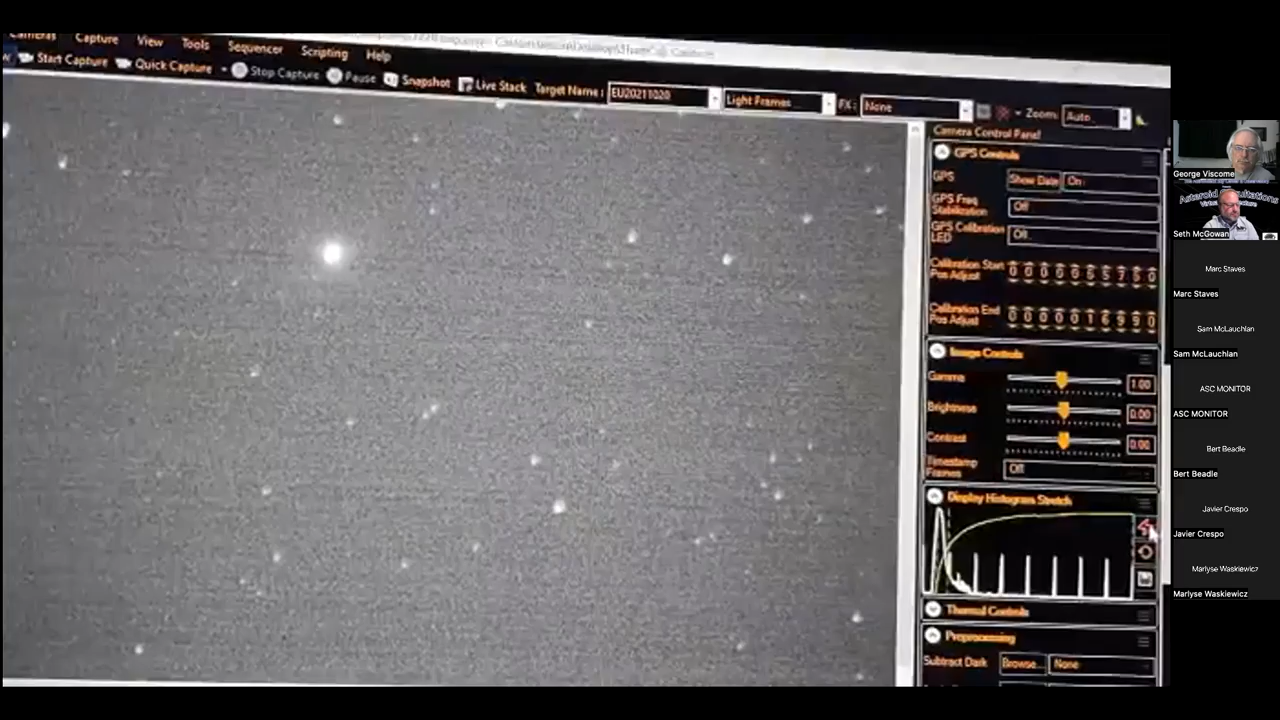 Cameras Capture View Tools Sequencer Scripting Help
Start Capture Quick Capture Stop Capture Pause Snapshot Live Stack Target Name : EU20211020 Light Frames FX : None Zoom: Auto
Camera Control Panel
GPS Controls
GPS Show Data On
GPS Freq Stabilization Off
GPS Calibration LED Off
Calibration Start Pos Adjust
Calibration End Pos Adjust
Image Controls
Gamma 1.00
Brightness 0.00
Contrast 0.00
Timestamp Frames Off
Display Histogram Stretch
Thermal Controls
Preprocessing
Subtract Dark Browse... None
George Viscome
Seth McGowan
Marc Staves
Marc Staves
Sam McLauchlan
Sam McLauchlan
ASC MONITOR
ASC MONITOR
Bert Beadle
Bert Beadle
Javier Crespo
Javier Crespo
Marlyse Waskiewicz
Marlyse Waskiewicz